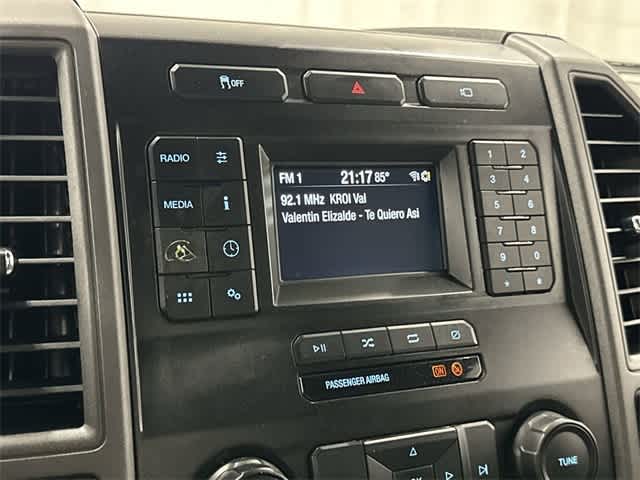 OFF
RADIO
MEDIA
i
FM 1 21:17 85°
92.1 MHz KROI Val
Valentin Elizalde - Te Quiero Asi
1 2
3 4
5 6
7 8
9 0
* #
PASSENGER AIRBAG ON
TUNE